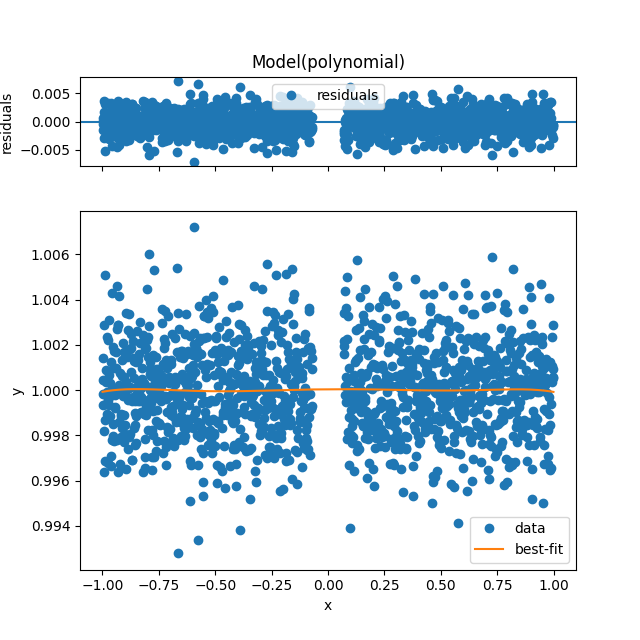 Model(polynomial)
residuals
0.005
0.000
−0.005
residuals
y
1.006
1.004
1.002
1.000
0.998
0.996
0.994
data
best-fit
−1.00 −0.75 −0.50 −0.25 0.00 0.25 0.50 0.75 1.00
x